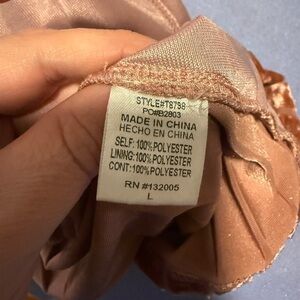 STYLE#T8798
PO#B2803
MADE IN CHINA
HECHO EN CHINA
SELF: 100%POLYESTER
LINING: 100%POLYESTER
CONT: 100%POLYESTER
RN #132005
L